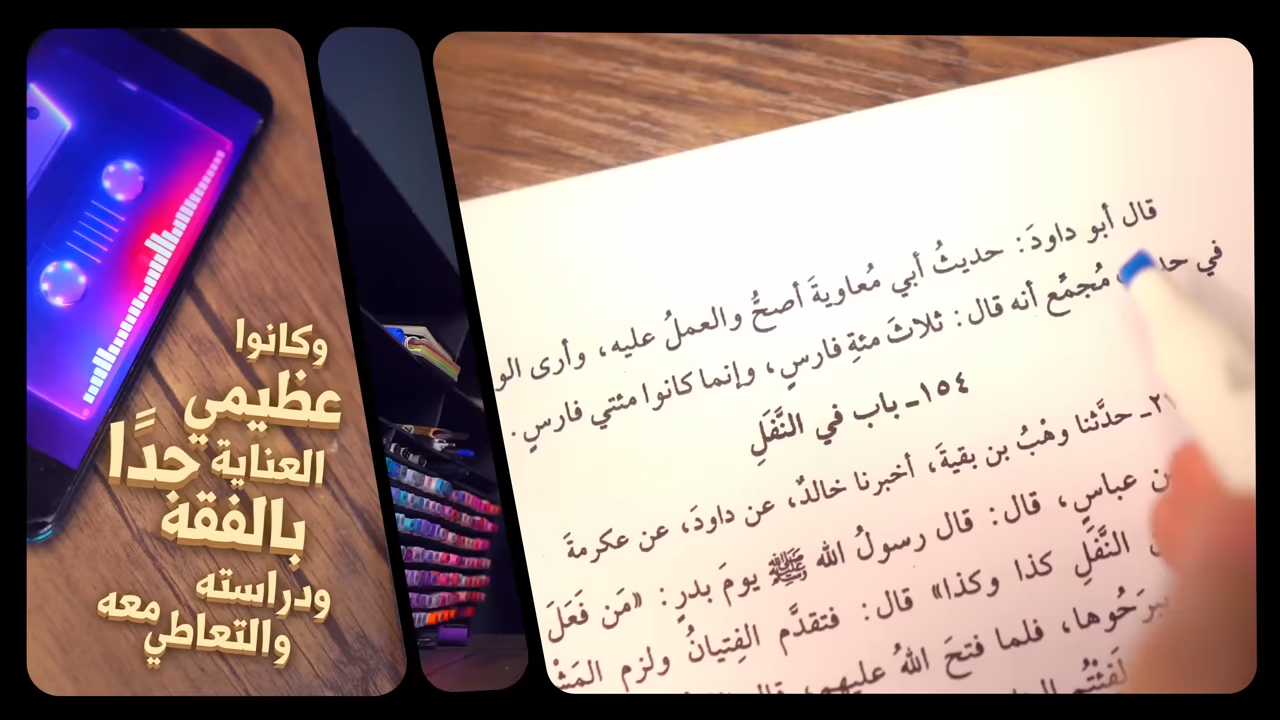 وكانوا
عظيمي
العناية جدًا
بالفقه
ودراسته
والتعاطي معه
قال أبو داودَ: حديثُ أبي مُعاويةَ أصحُّ والعملُ عليه، وأرى
في مُجمِّع أنه قال: ثلاثَ مئةِ فارسٍ، وإنما كانوا مئتي فارسٍ.
١٥٤ـ باب في النَّفَلِ
حدَّثنا وهْبُ بن بقيةَ، أخبرنا خالدٌ، عن داودَ، عن عكرمةَ
عباسٍ، قال: قال رسولُ الله ﷺ يومَ بدرٍ: «مَن فَعَلَ
النَّفَلِ كذا وكذا» قال: فتقدَّم الفِتيانُ ولزم
فلما فتحَ اللهُ عليهم